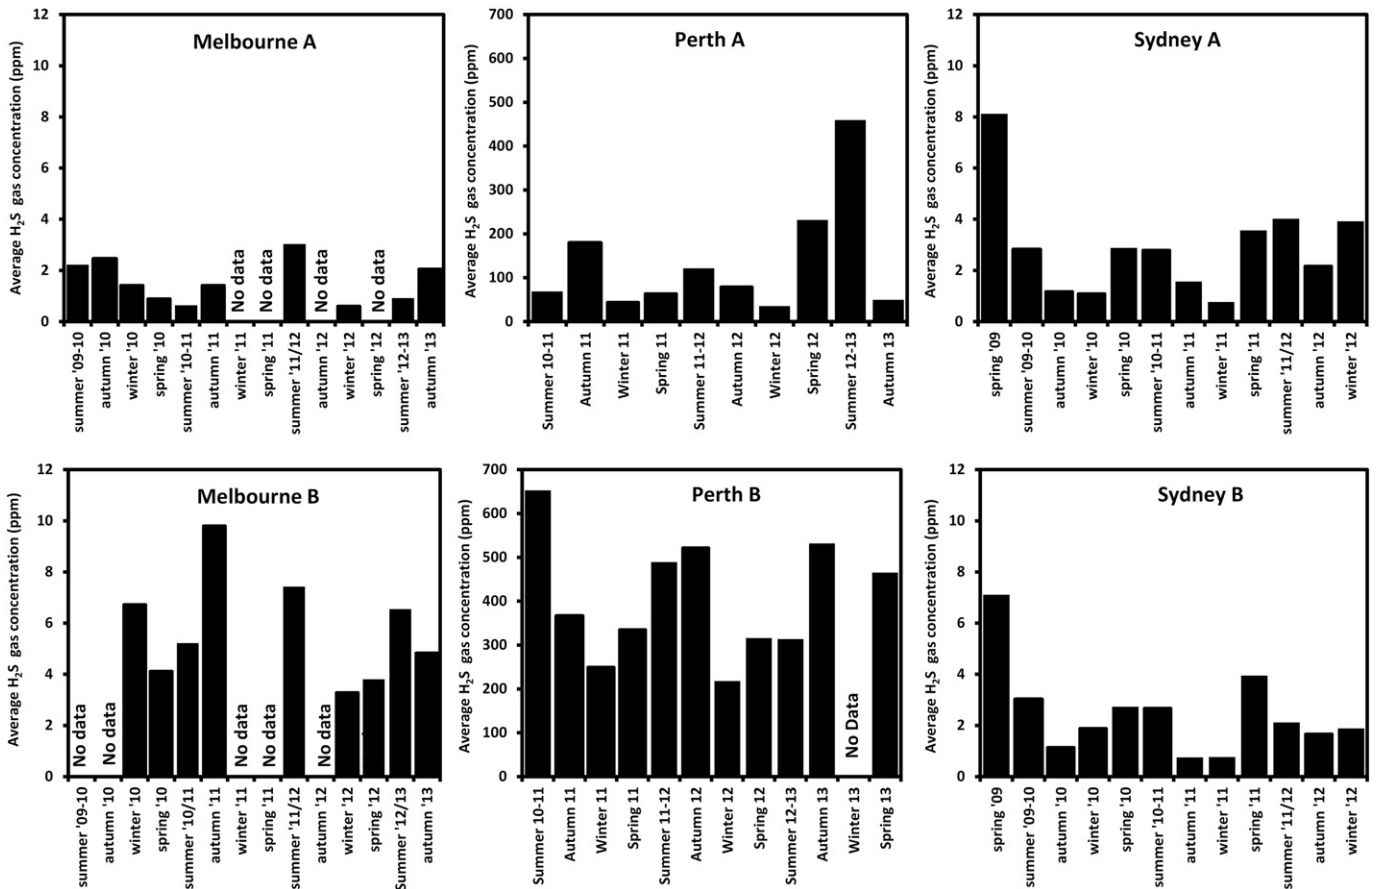 Melbourne A
Average H₂S gas concentration (ppm)
12
10
8
6
4
2
0
No data
No data
No data
No data
summer '09-10
autumn '10
winter '10
spring '10
summer '10-11
autumn '11
winter '11
spring '11
summer '11/12
autumn '12
winter '12
spring '12
summer '12-13
autumn '13
Perth A
Average H₂S gas concentration (ppm)
700
600
500
400
300
200
100
0
Summer 10-11
Autumn 11
Winter 11
Spring 11
Summer 11-12
Autumn 12
Winter 12
Spring 12
Summer 12-13
Autumn 13
Sydney A
Average H₂S gas concentration (ppm)
12
10
8
6
4
2
0
spring '09
summer '09-10
autumn '10
winter '10
spring '10
summer '10-11
autumn '11
winter '11
spring '11
summer '11/12
autumn '12
winter '12
Melbourne B
Average H₂S gas concentration (ppm)
12
10
8
6
4
2
0
No data
No data
No data
No data
No data
summer '09-10
autumn '10
winter '10
spring '10
summer '10/11
autumn '11
winter '11
spring '11
summer '11/12
autumn '12
winter '12
spring '12
Summer '12/13
autumn '13
Perth B
Average H₂S gas concentration (ppm)
700
600
500
400
300
200
100
0
No Data
Summer 10-11
Autumn 11
Winter 11
Spring 11
Summer 11-12
Autumn 12
Winter 12
Spring 12
Summer 12-13
Autumn 13
Winter 13
Spring 13
Sydney B
Average H₂S gas concentration (ppm)
12
10
8
6
4
2
0
spring '09
summer '09-10
autumn '10
winter '10
spring '10
summer '10-11
autumn '11
winter '11
spring '11
summer '11/12
autumn '12
winter '12